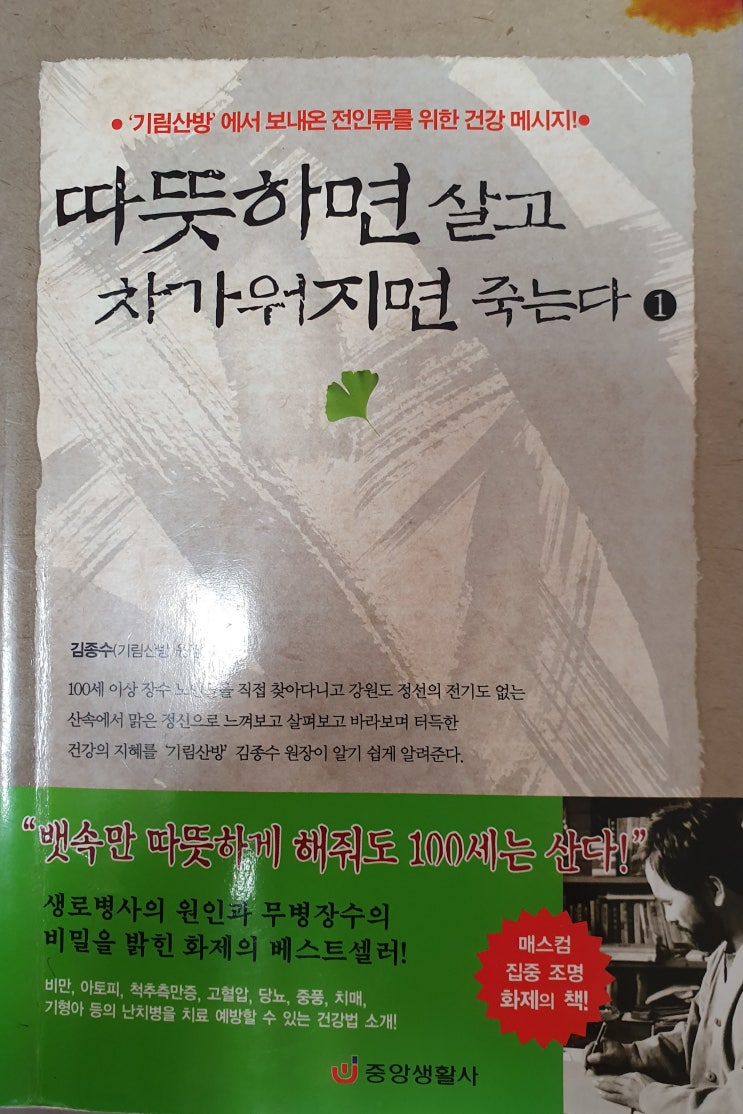 • '기림산방' 에서 보내온 전인류를 위한 건강 메시지! •
따뜻하면 살고
차가워지면 죽는다 1
김종수(기림산방
100세 이상 장수 직접 찾아다니고 강원도 정선의 전기도 없는
산속에서 맑은 정신으로 느껴보고 살펴보고 바라보며 터득한
건강의 지혜를 '기림산방' 김종수 원장이 알기 쉽게 알려준다.
"뱃속만 따뜻하게 해줘도 100세는 산다!"
생로병사의 원인과 무병장수의
비밀을 밝힌 화제의 베스트셀러!
비만, 아토피, 척추측만증, 고혈압, 당뇨, 중풍, 치매,
기형아 등의 난치병을 치료 예방할 수 있는 건강법 소개!
매스컴
집중 조명
화제의 책!
중앙생활사